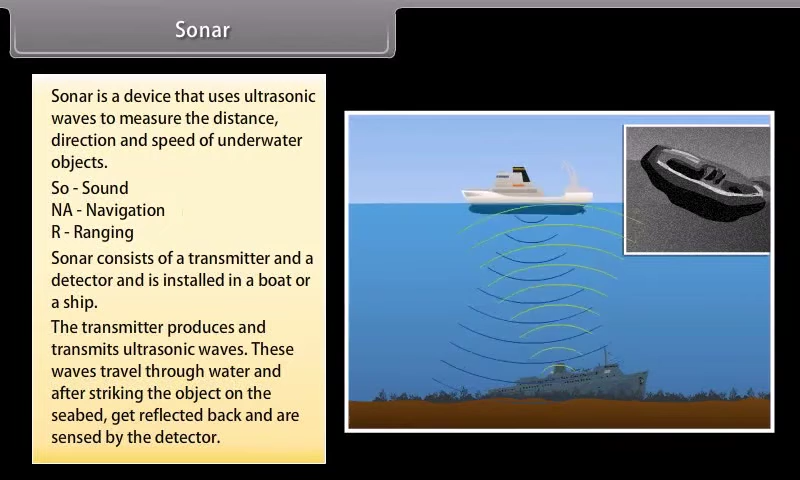 Sonar
Sonar is a device that uses ultrasonic
waves to measure the distance,
direction and speed of underwater
objects.
So - Sound
NA - Navigation
R - Ranging
Sonar consists of a transmitter and a
detector and is installed in a boat or
a ship.
The transmitter produces and
transmits ultrasonic waves. These
waves travel through water and
after striking the object on the
seabed, get reflected back and are
sensed by the detector.